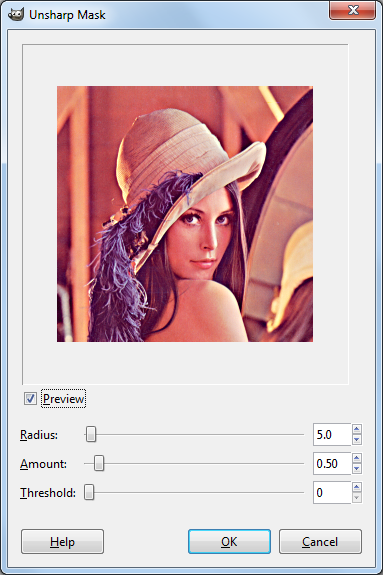 Unsharp Mask
Preview
Radius: 5.0
Amount: 0.50
Threshold: 0
Help OK Cancel